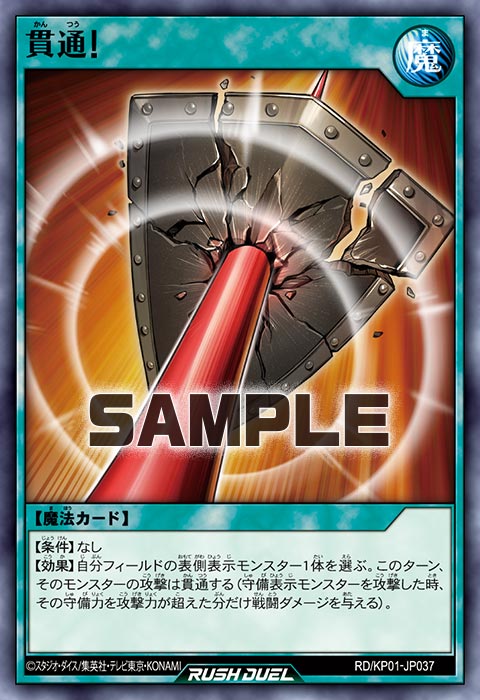 貫通!
魔
SAMPLE
【魔法カード】
【条件】なし
【効果】自分フィールドの表側表示モンスター1体を選ぶ。このターン、
そのモンスターの攻撃は貫通する(守備表示モンスターを攻撃した時、
その守備力を攻撃力が超えた分だけ戦闘ダメージを与える)。
©スタジオ・ダイス/集英社・テレビ東京・KONAMI
RUSH DUEL
RD/KP01-JP037